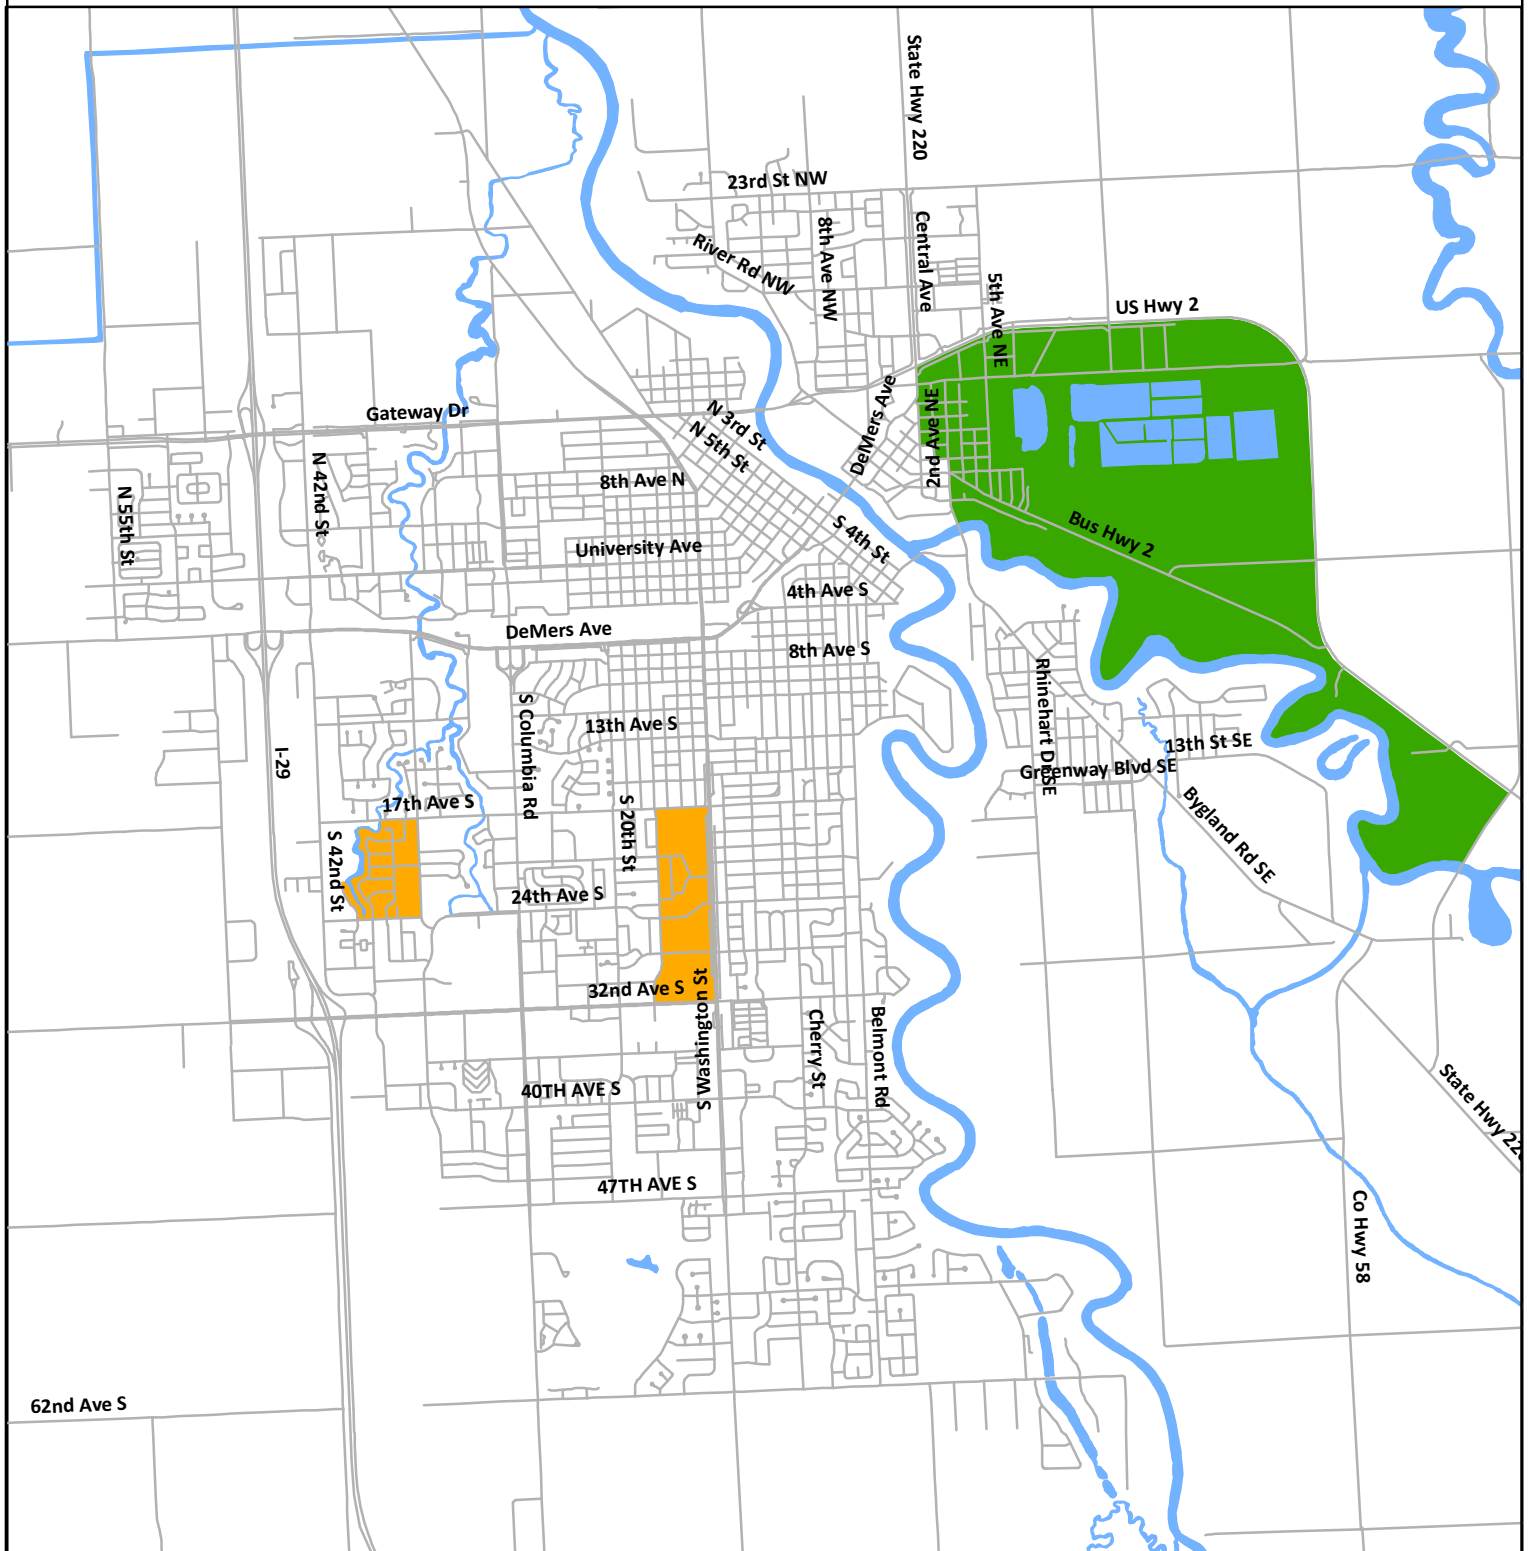 State Hwy 220
23rd St NW
8th Ave NW
Central Ave
River Rd NW
5th Ave NE
US Hwy 2
Gateway Dr
N 3rd St
N 5th St
DeMers Ave
2nd Ave NE
N 42nd St
N 55th St
8th Ave N
Bus Hwy 2
S 4th St
University Ave
4th Ave S
DeMers Ave
8th Ave S
Rhinehart Dr SE
S Columbia Rd
13th Ave S
13th St SE
I-29
Greenway Blvd SE
17th Ave S
S 20th St
Bygland Rd SE
S 42nd St
24th Ave S
32nd Ave S
S Washington St
Cherry St
Belmont Rd
40TH AVE S
State Hwy 220
47TH AVE S
Co Hwy 58
62nd Ave S